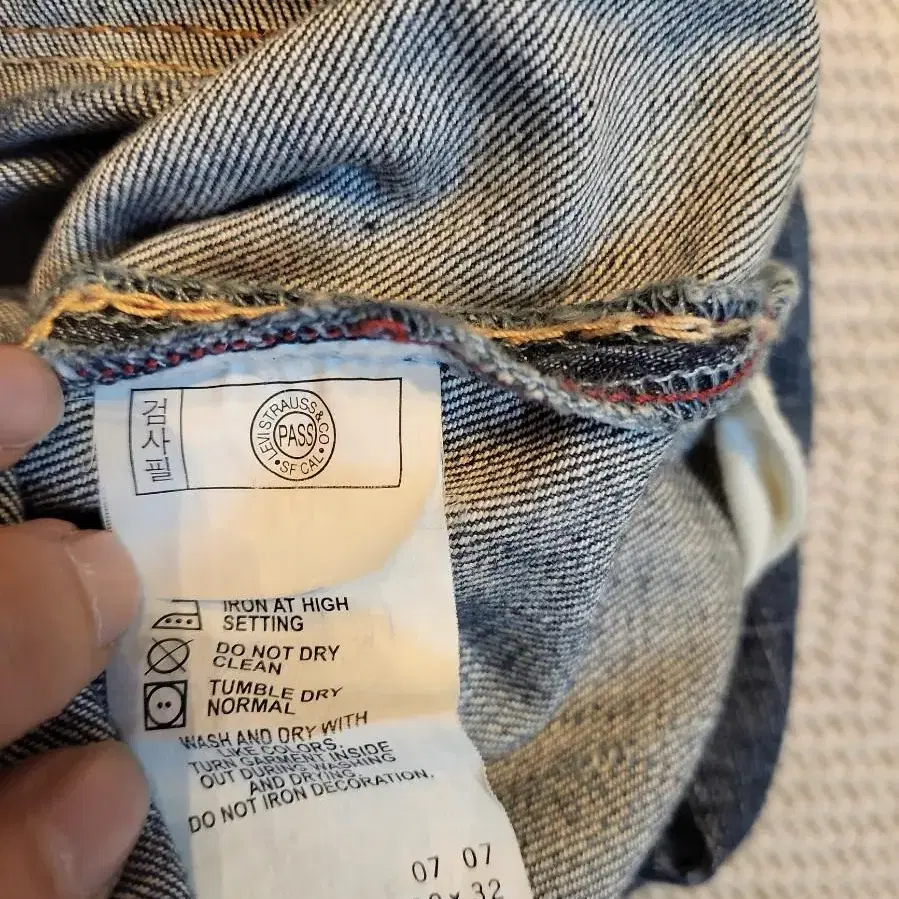 검사필
LEVI STRAUSS & CO
PASS
• SF CAL •
IRON AT HIGH
SETTING
DO NOT DRY
CLEAN
TUMBLE DRY
NORMAL
WASH AND DRY WITH
LIKE COLORS.
TURN GARMENT INSIDE
OUT DURING WASHING
AND DRYING.
DO NOT IRON DECORATION.
07 07
32